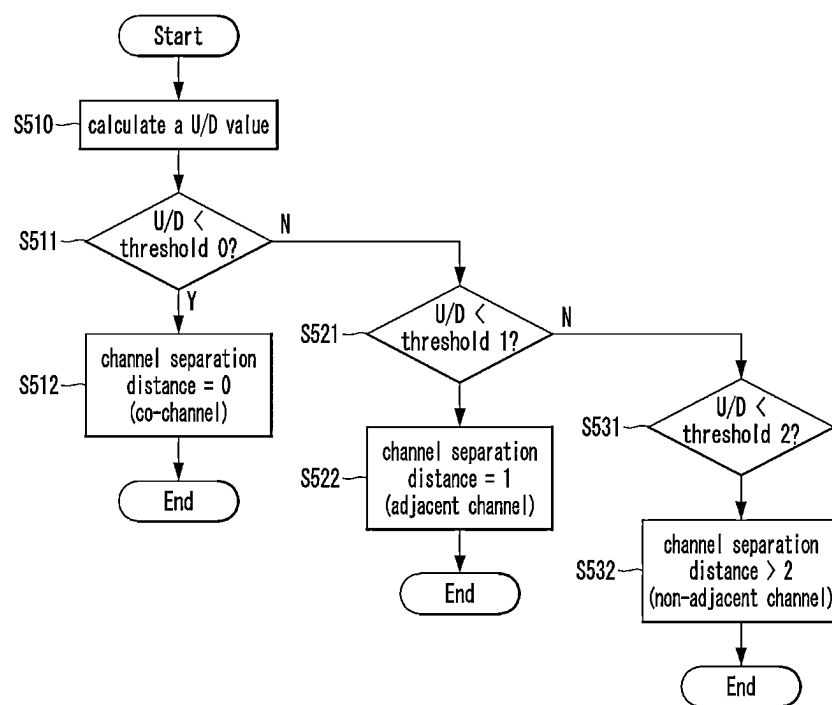 Start
S510
calculate a U/D value
S511
U/D <
threshold 0?
N
Y
S512
channel separation
distance = 0
(co-channel)
End
S521
U/D <
threshold 1?
N
S522
channel separation
distance = 1
(adjacent channel)
End
S531
U/D <
threshold 2?
S532
channel separation
distance > 2
(non-adjacent channel)
End